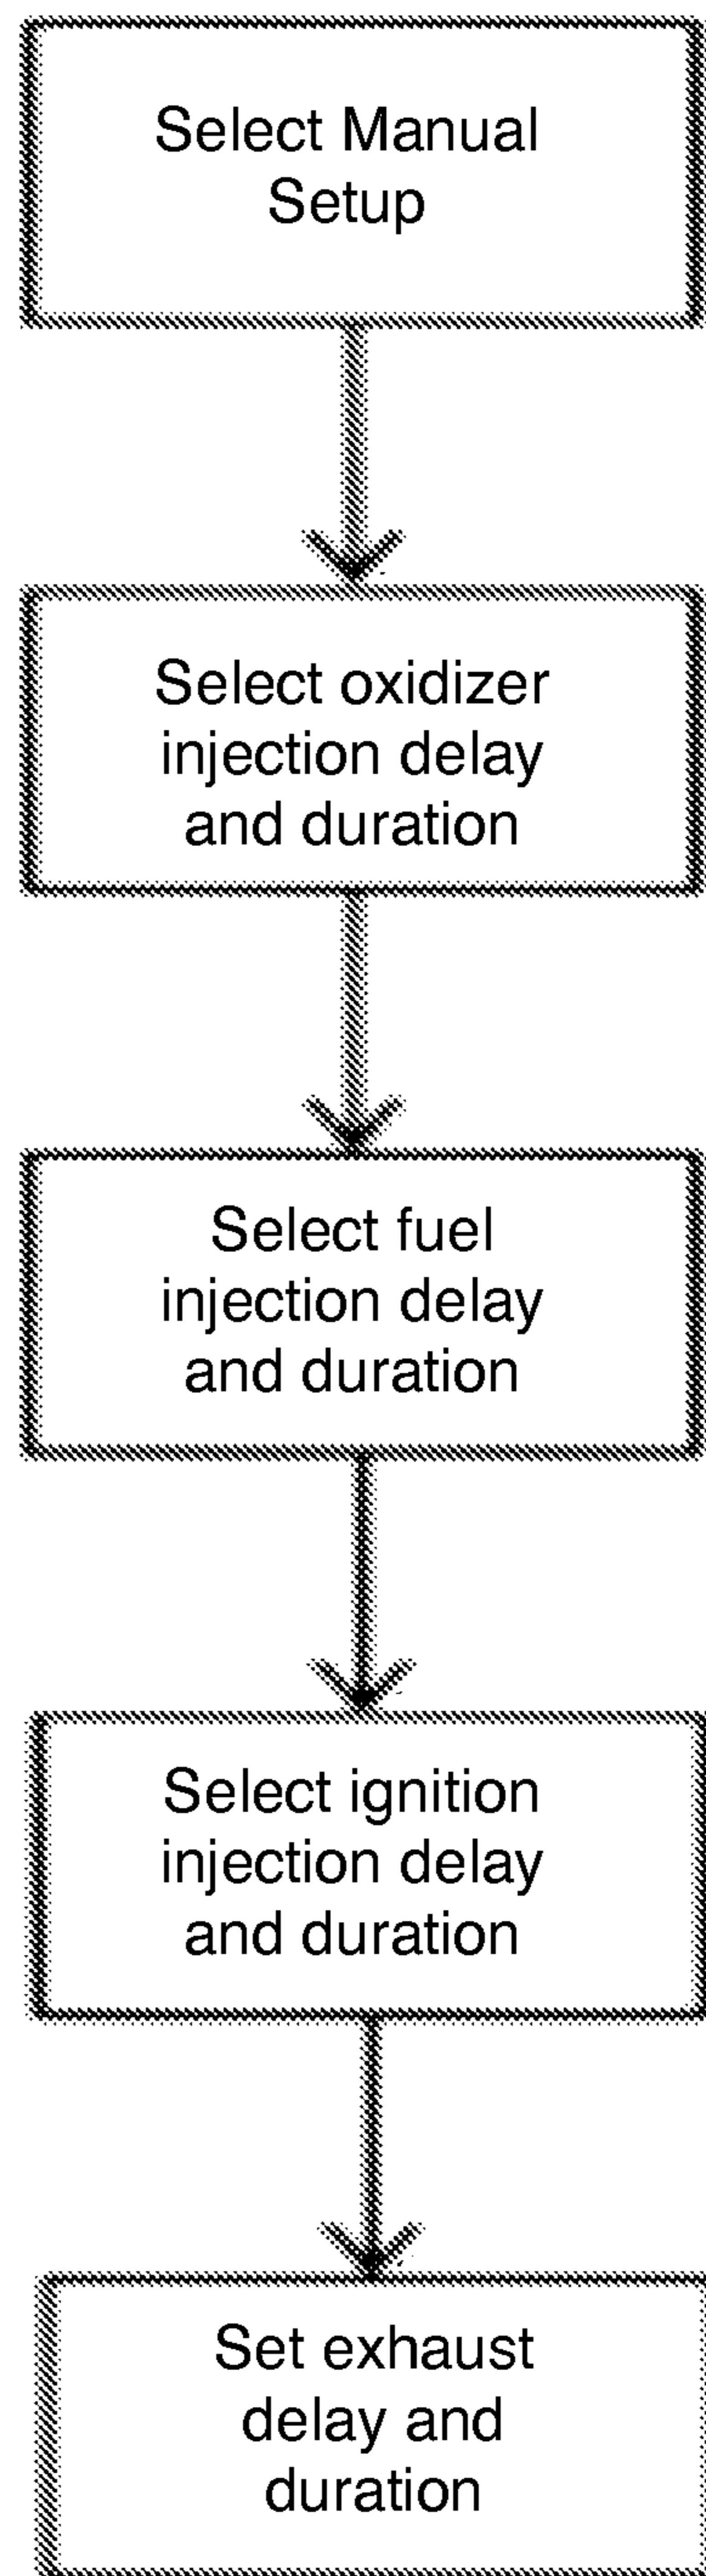 Select Manual
Setup
Select oxidizer
injection delay
and duration
Select fuel
injection delay
and duration
Select ignition
injection delay
and duration
Set exhaust
delay and
duration